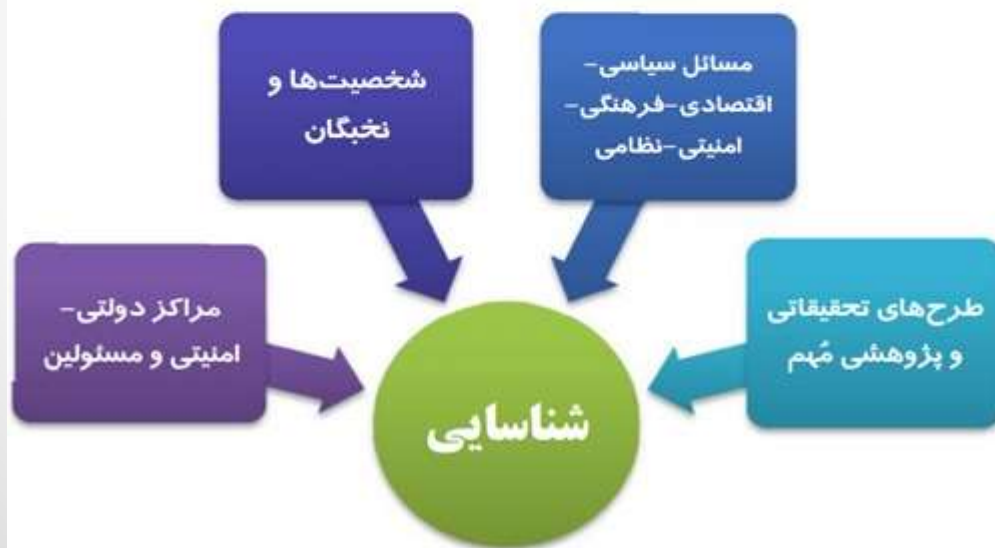 مسائل سیاسی-
اقتصادی-فرهنگی-
امنیتی-نظامی
شخصیت‌ها و
نخبگان
طرح‌های تحقیقاتی
و پژوهشی مُهم
مراکز دولتی-
امنیتی و مسئولین
شناسایی